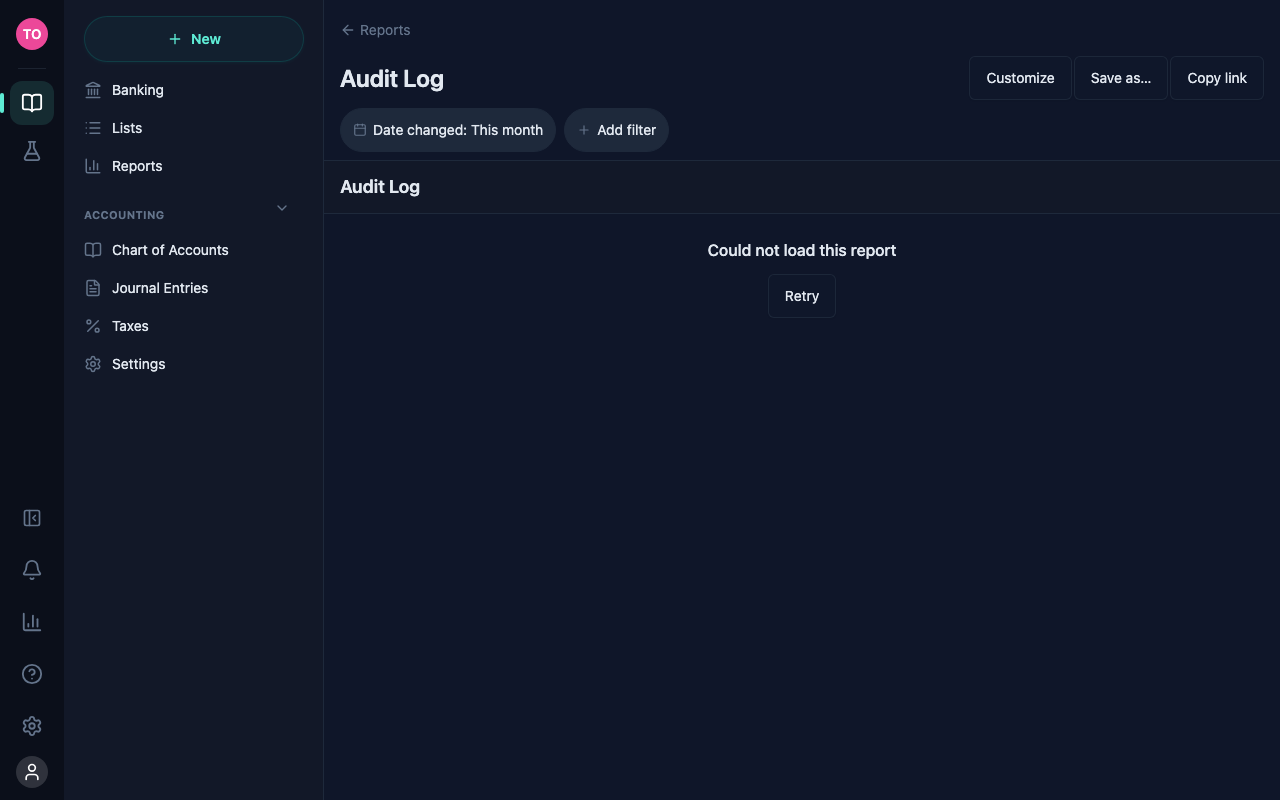 TO
New
Banking
Lists
Reports
ACCOUNTING
Chart of Accounts
Journal Entries
Taxes
Settings
Reports
Audit Log
Customize
Save as...
Copy link
Date changed: This month
Add filter
Audit Log
Could not load this report
Retry